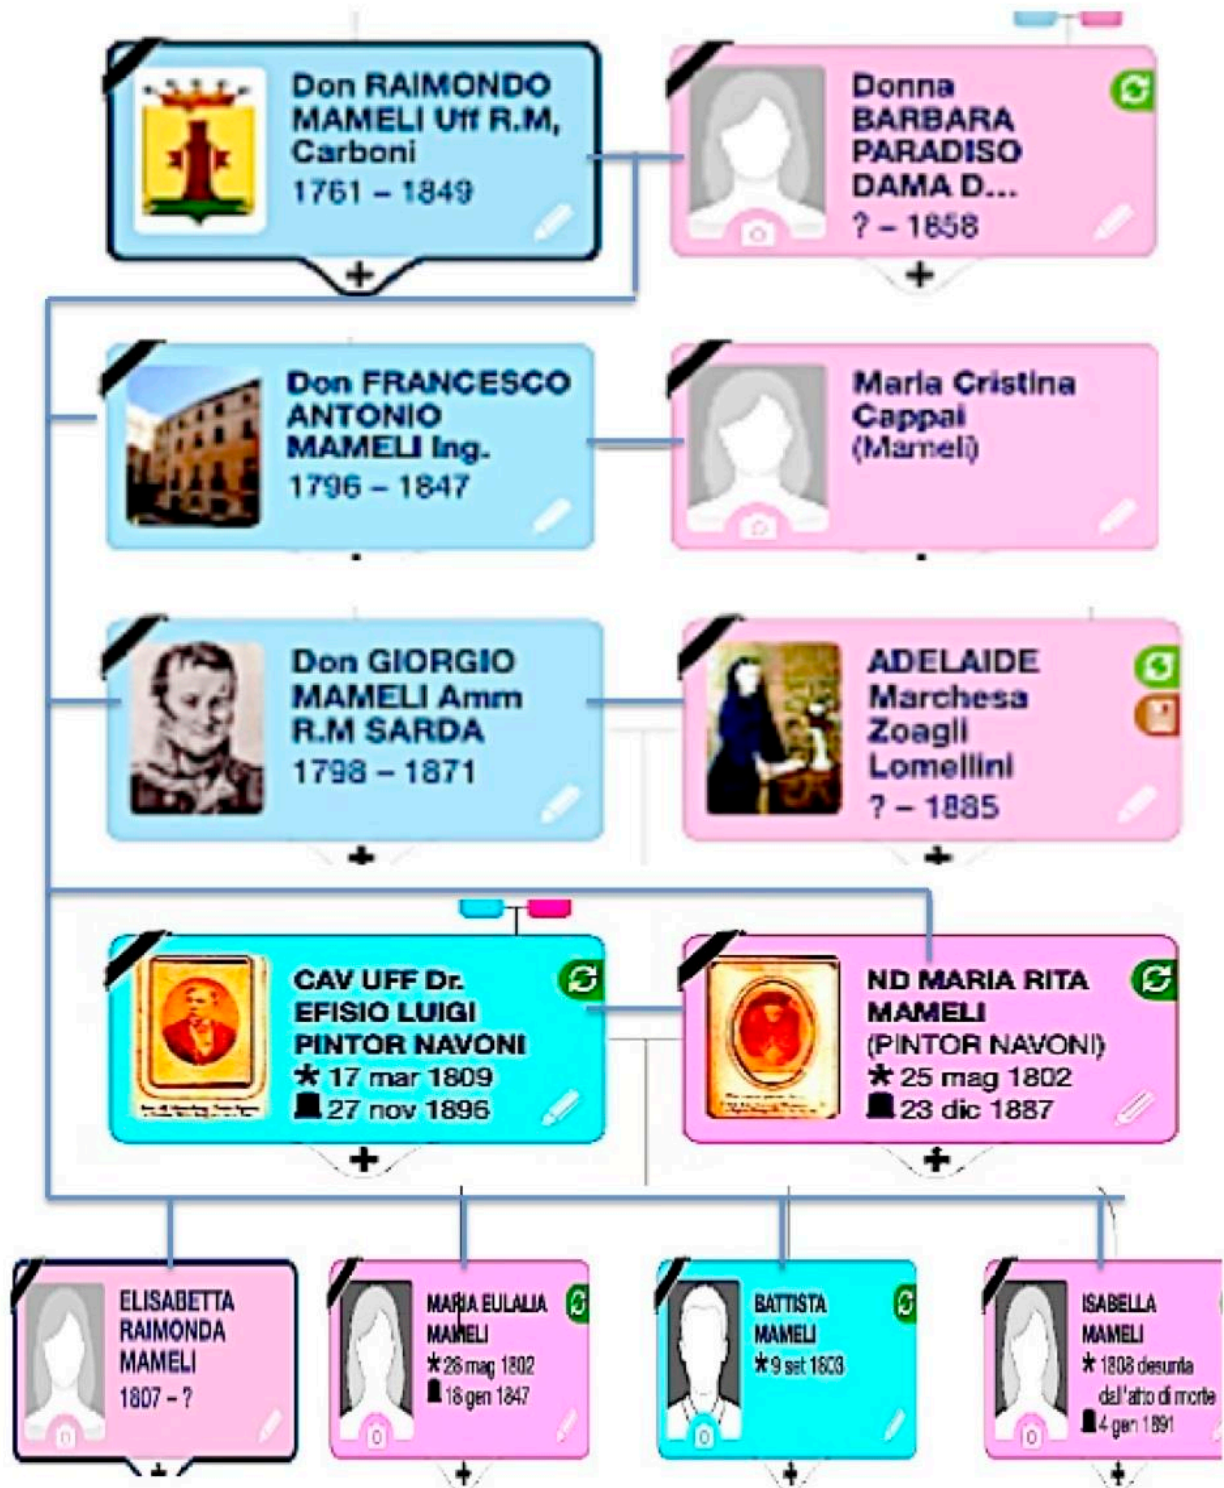 Don RAIMONDO
MAMELI Uff R.M,
Carboni
1761 – 1849
Donna
BARBARA
PARADISO
DAMA D...
? – 1858
Don FRANCESCO
ANTONIO
MAMELI Ing.
1796 – 1847
Maria Cristina
Cappai
(Mameli)
Don GIORGIO
MAMELI Amm
R.M SARDA
1798 – 1871
ADELAIDE
Marchesa
Zoagli
Lomellini
? – 1885
CAV UFF Dr.
EFISIO LUIGI
PINTOR NAVONI
17 mar 1809
27 nov 1896
ND MARIA RITA
MAMELI
(PINTOR NAVONI)
25 mag 1802
23 dic 1887
ELISABETTA
RAIMONDA
MAMELI
1807 – ?
MARIA EULALIA
MAMELI
26 mag 1802
18 gen 1847
BATTISTA
MAMELI
9 set 1803
ISABELLA
MAMELI
1808 desunta
dall'atto di morte
4 gen 1891